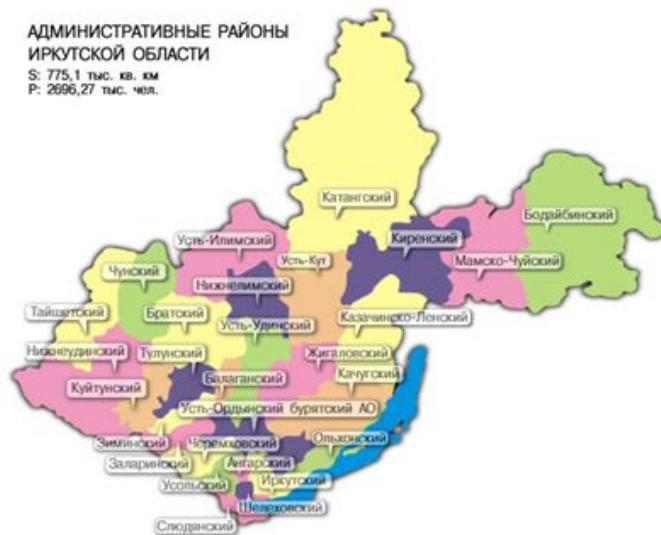 АДМИНИСТРАТИВНЫЕ РАЙОНЫ
ИРКУТСКОЙ ОБЛАСТИ
S: 775,1 тыс. кв. км
P: 2696,27 тыс. чел.
Катангский
Бодайбинский
Усть-Илимский
Киренский
Усть-Кут
Мамско-Чуйский
Чунский
Нижнелимский
Тайшетский
Братский
Усть-Удинский
Казачинско-Ленский
Нижнеудинский
Тулунский
Жигаловский
Куйтунский
Балаганский
Качугский
Усть-Ордынский бурятский АО
Зиминский
Черемховский
Ольхонский
Заларинский
Ангарский
Усольский
Иркутский
Шелеховский
Слюдянский